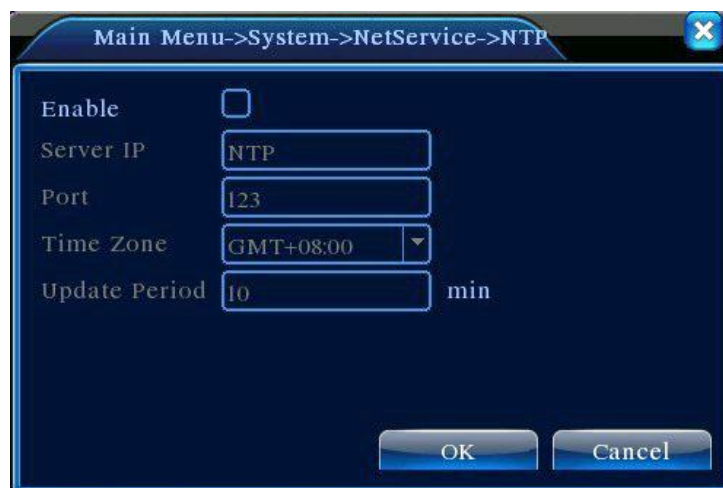 Main Menu->System->NetService->NTP
Enable
Server IP NTP
Port 123
Time Zone GMT+08:00
Update Period 10 min
OK Cancel